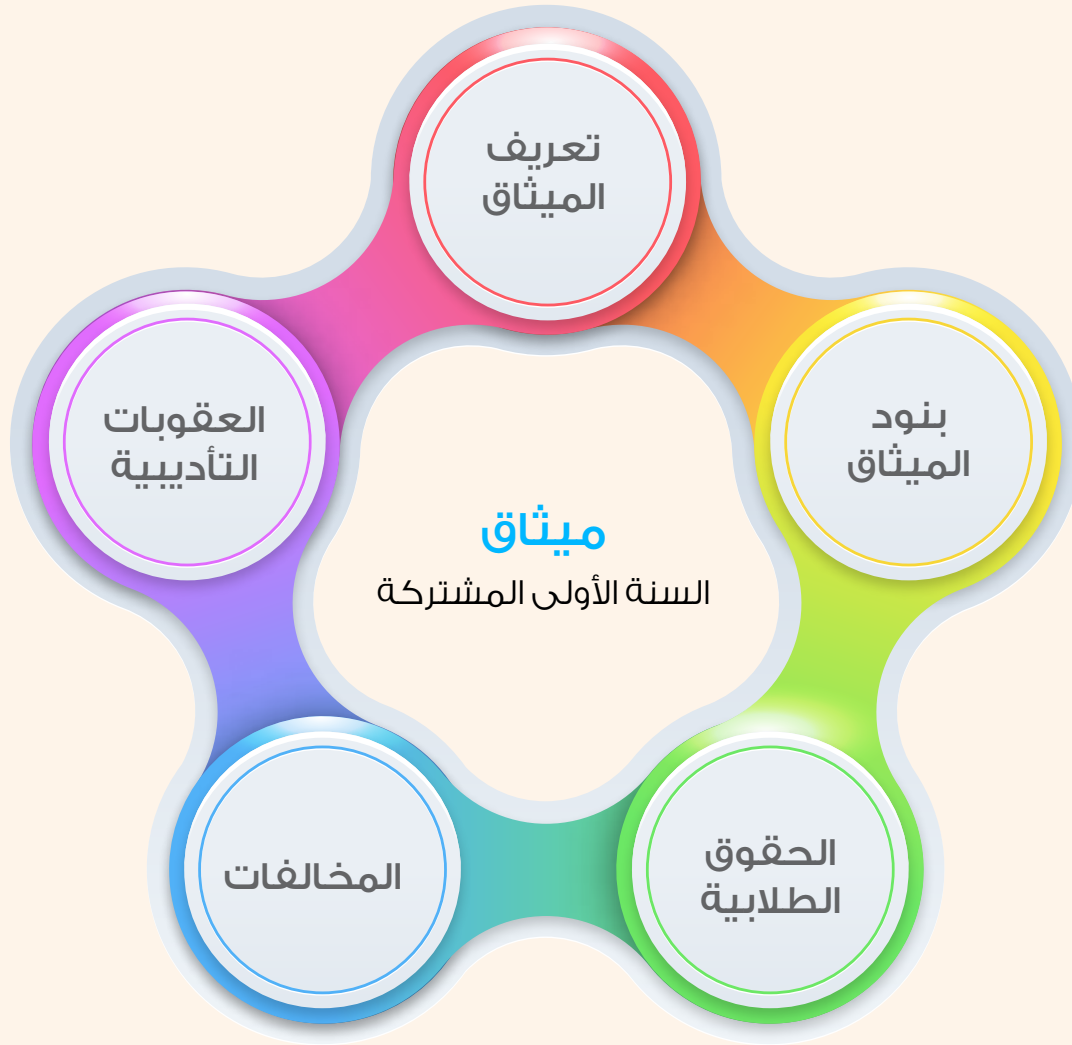 تعريف
الميثاق
بنود
الميثاق
الحقوق
الطلابية
المخالفات
العقوبات
التأديبية
ميثاق
السنة الأولى المشتركة